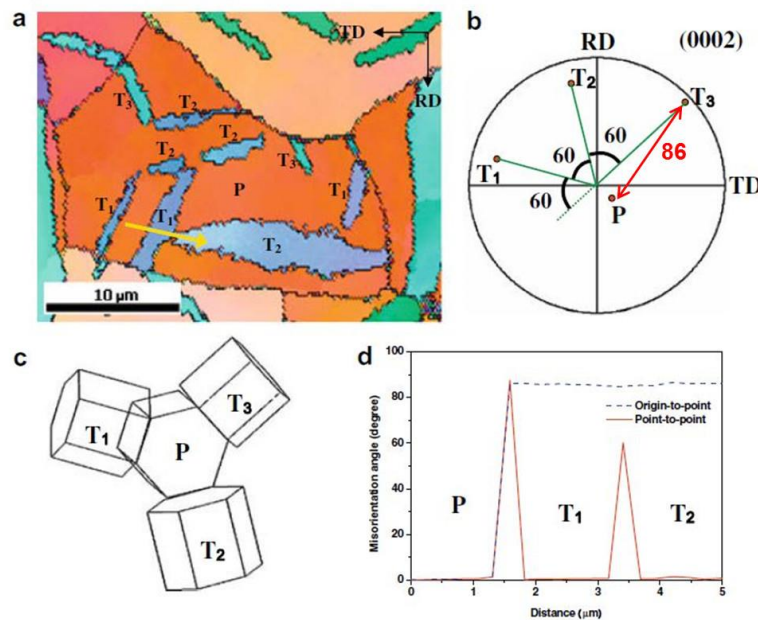 a
TD
RD
T3
T2
T2
T2
T3
P
T1
T1
T1
T2
10 μm
b
RD
(0002)
T2
T3
60
86
T1
60
60
TD
P
c
T1
P
T3
T2
d
Misorientation angle (degree)
100
80
60
40
20
0
Origin-to-point
Point-to-point
P
T1
T2
0 1 2 3 4 5
Distance (μm)